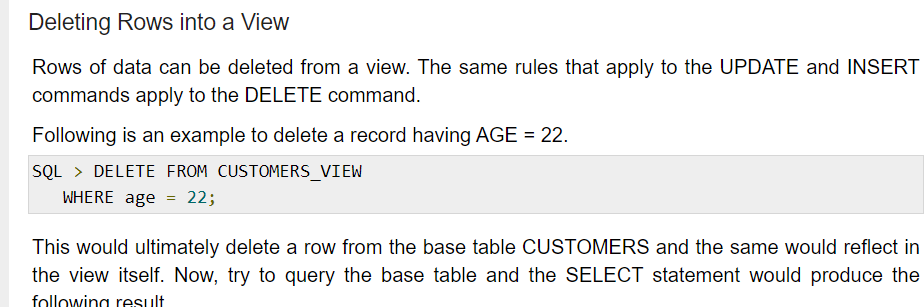 Deleting Rows into a View
Rows of data can be deleted from a view. The same rules that apply to the UPDATE and INSERT
commands apply to the DELETE command.
Following is an example to delete a record having AGE = 22.
SQL > DELETE FROM CUSTOMERS_VIEW
WHERE age = 22;
This would ultimately delete a row from the base table CUSTOMERS and the same would reflect in
the view itself. Now, try to query the base table and the SELECT statement would produce the
following result